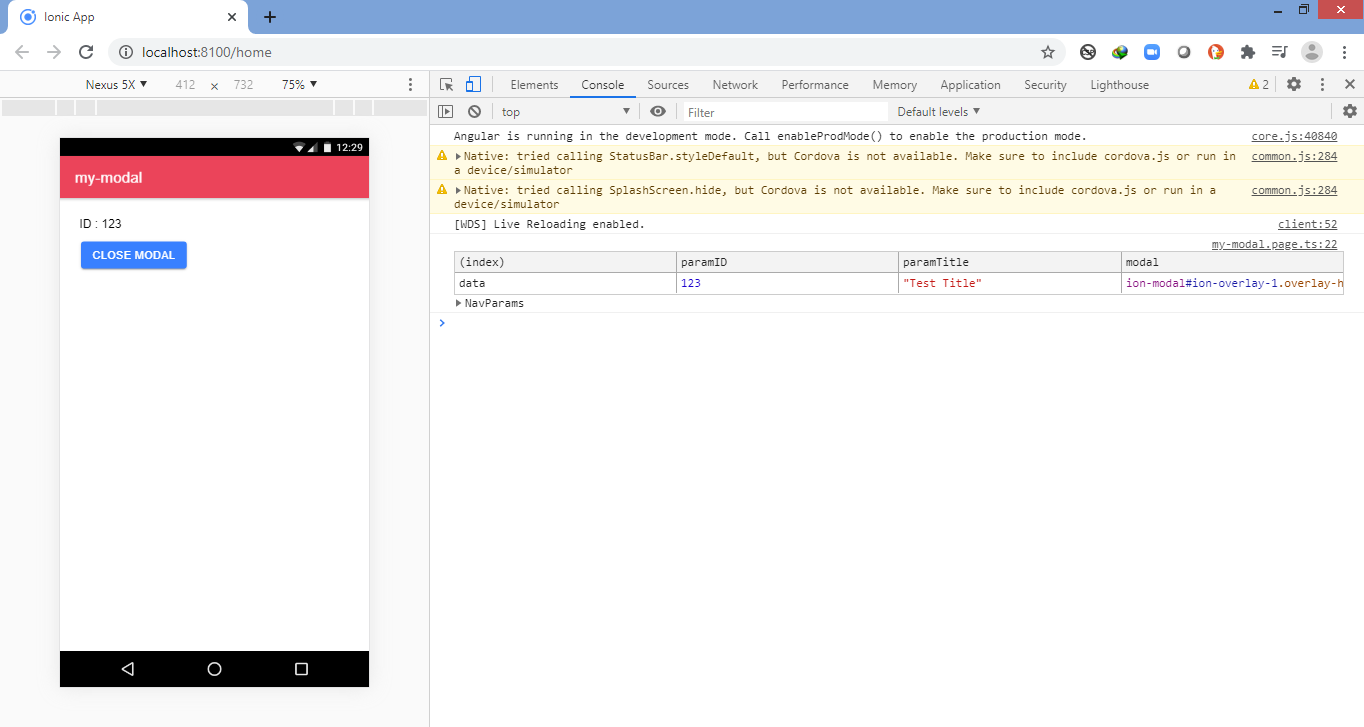 Ionic App
localhost:8100/home
Nexus 5X 412 x 732 75%
Elements Console Sources Network Performance Memory Application Security Lighthouse 2
top Filter Default levels
12:29
my-modal
ID : 123
CLOSE MODAL
Angular is running in the development mode. Call enableProdMode() to enable the production mode. core.js:40840
Native: tried calling StatusBar.styleDefault, but Cordova is not available. Make sure to include cordova.js or run in common.js:284
a device/simulator
Native: tried calling SplashScreen.hide, but Cordova is not available. Make sure to include cordova.js or run in a common.js:284
device/simulator
[WDS] Live Reloading enabled. client:52
my-modal.page.ts:22
(index) paramID paramTitle modal
data 123 "Test Title" ion-modal#ion-overlay-1.overlay-h
NavParams